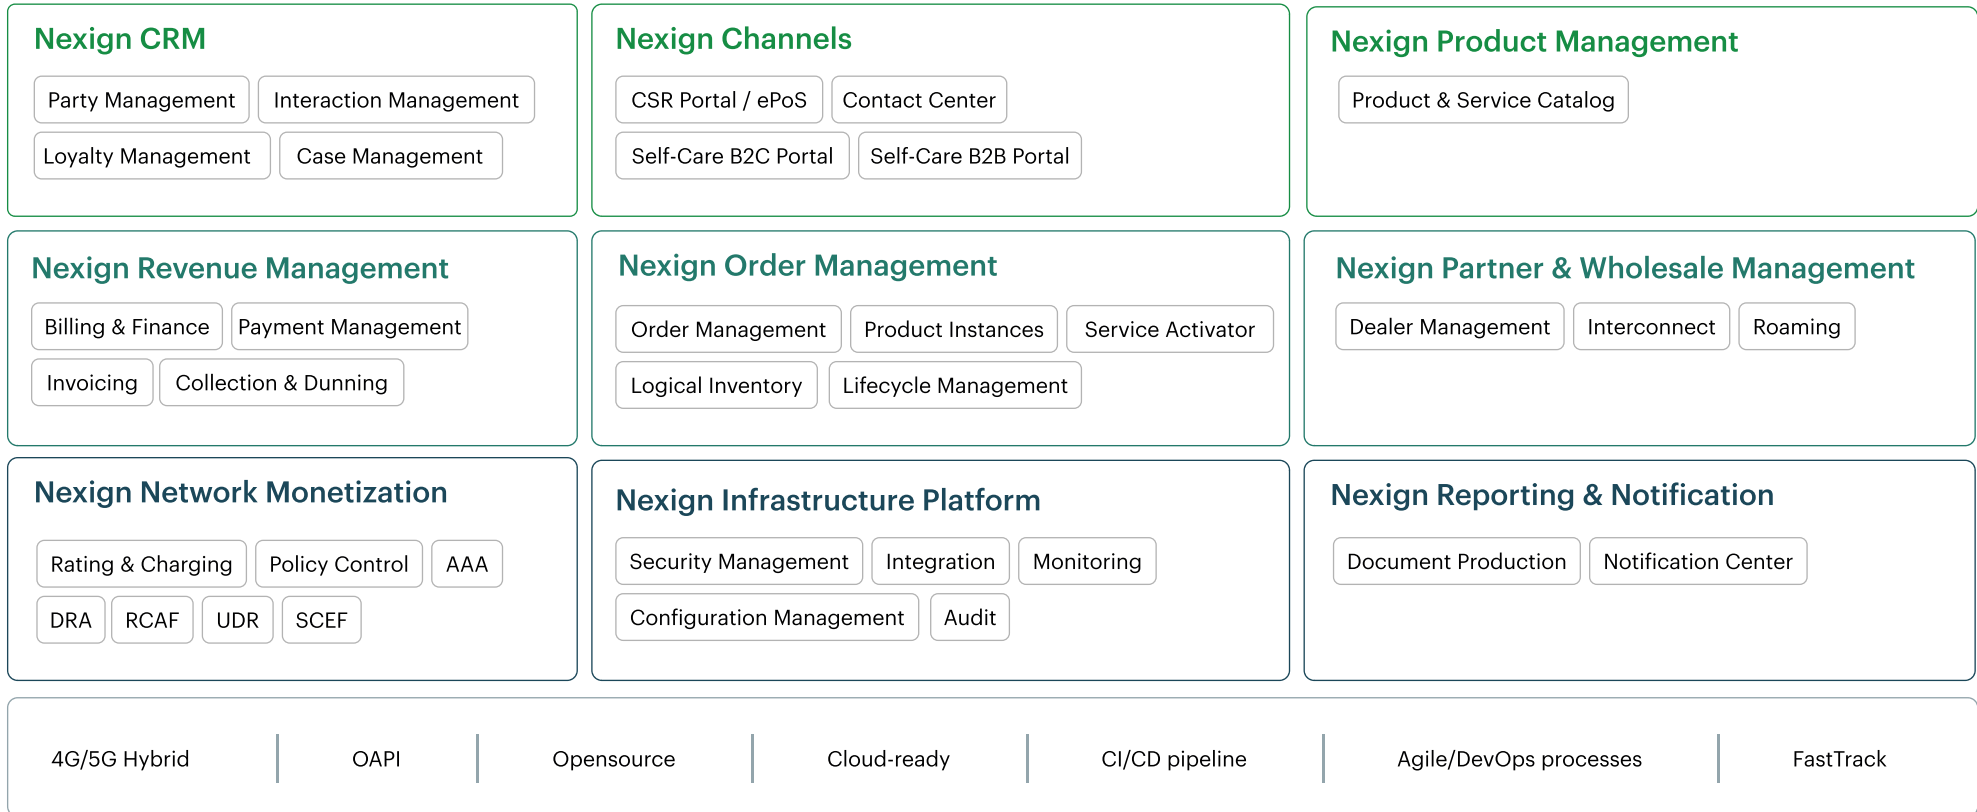 Nexign CRM
Party Management
Interaction Management
Loyalty Management
Case Management
Nexign Channels
CSR Portal / ePoS
Contact Center
Self-Care B2C Portal
Self-Care B2B Portal
Nexign Product Management
Product & Service Catalog
Nexign Revenue Management
Billing & Finance
Payment Management
Invoicing
Collection & Dunning
Nexign Order Management
Order Management
Product Instances
Service Activator
Logical Inventory
Lifecycle Management
Nexign Partner & Wholesale Management
Dealer Management
Interconnect
Roaming
Nexign Network Monetization
Rating & Charging
Policy Control
AAA
DRA
RCAF
UDR
SCEF
Nexign Infrastructure Platform
Security Management
Integration
Monitoring
Configuration Management
Audit
Nexign Reporting & Notification
Document Production
Notification Center
4G/5G Hybrid
OAPI
Opensource
Cloud-ready
CI/CD pipeline
Agile/DevOps processes
FastTrack